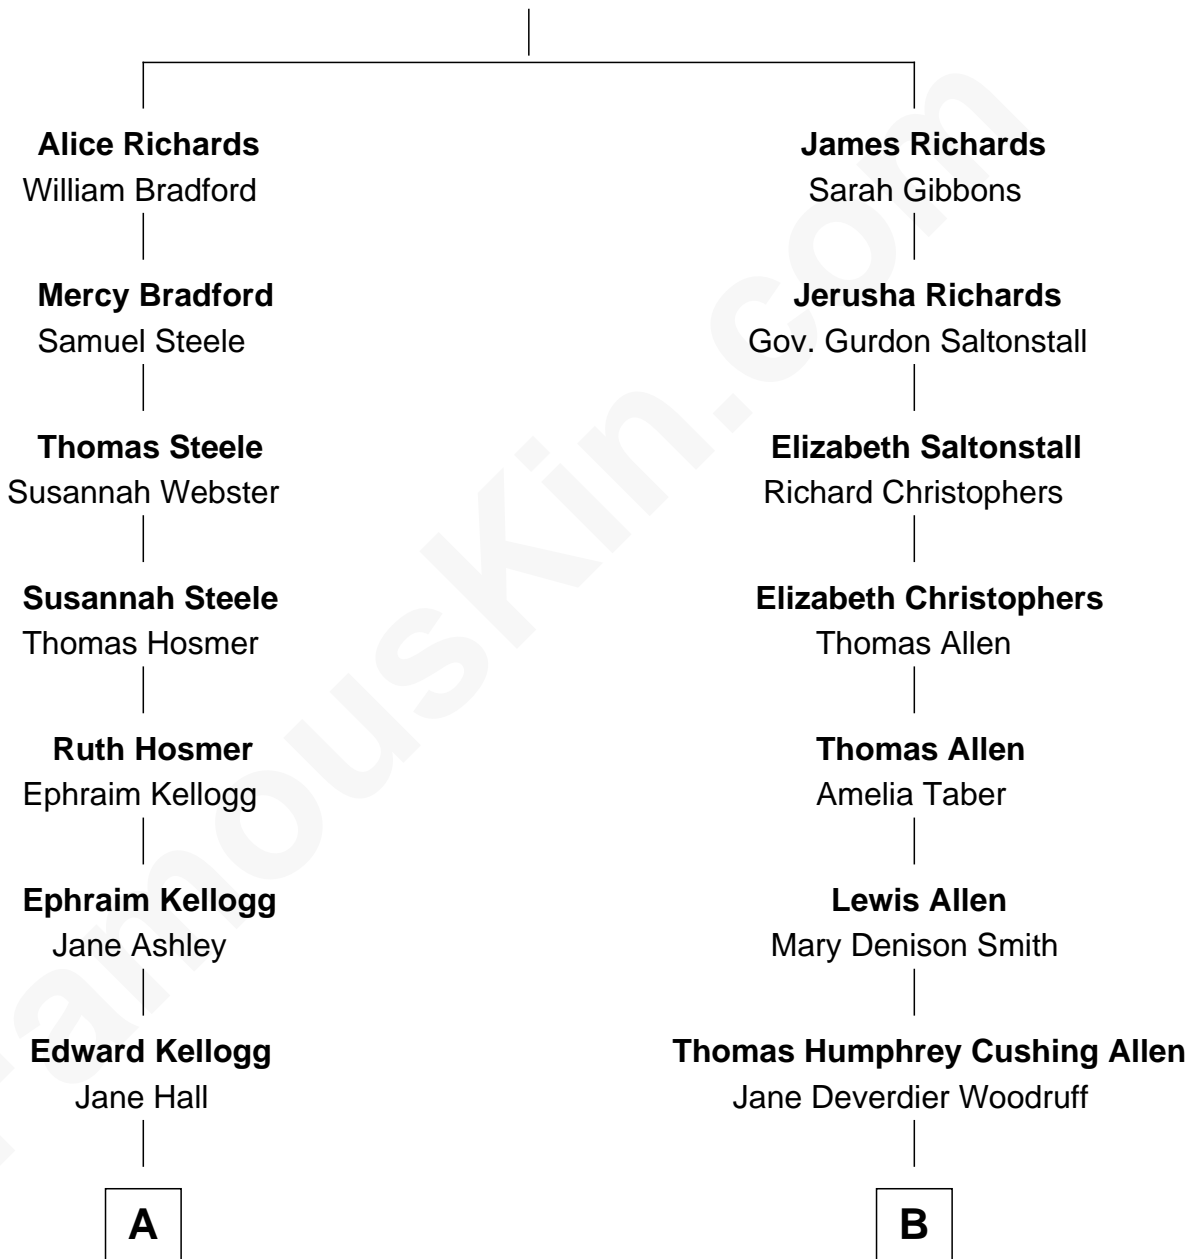 Alice Richards
William Bradford
James Richards
Sarah Gibbons
Mercy Bradford
Samuel Steele
Jerusha Richards
Gov. Gurdon Saltonstall
Thomas Steele
Susannah Webster
Elizabeth Saltonstall
Richard Christophers
Susannah Steele
Thomas Hosmer
Elizabeth Christophers
Thomas Allen
Ruth Hosmer
Ephraim Kellogg
Thomas Allen
Amelia Taber
Ephraim Kellogg
Jane Ashley
Lewis Allen
Mary Denison Smith
Edward Kellogg
Jane Hall
Thomas Humphrey Cushing Allen
Jane Deverdier Woodruff
A
B
FamousKin.com